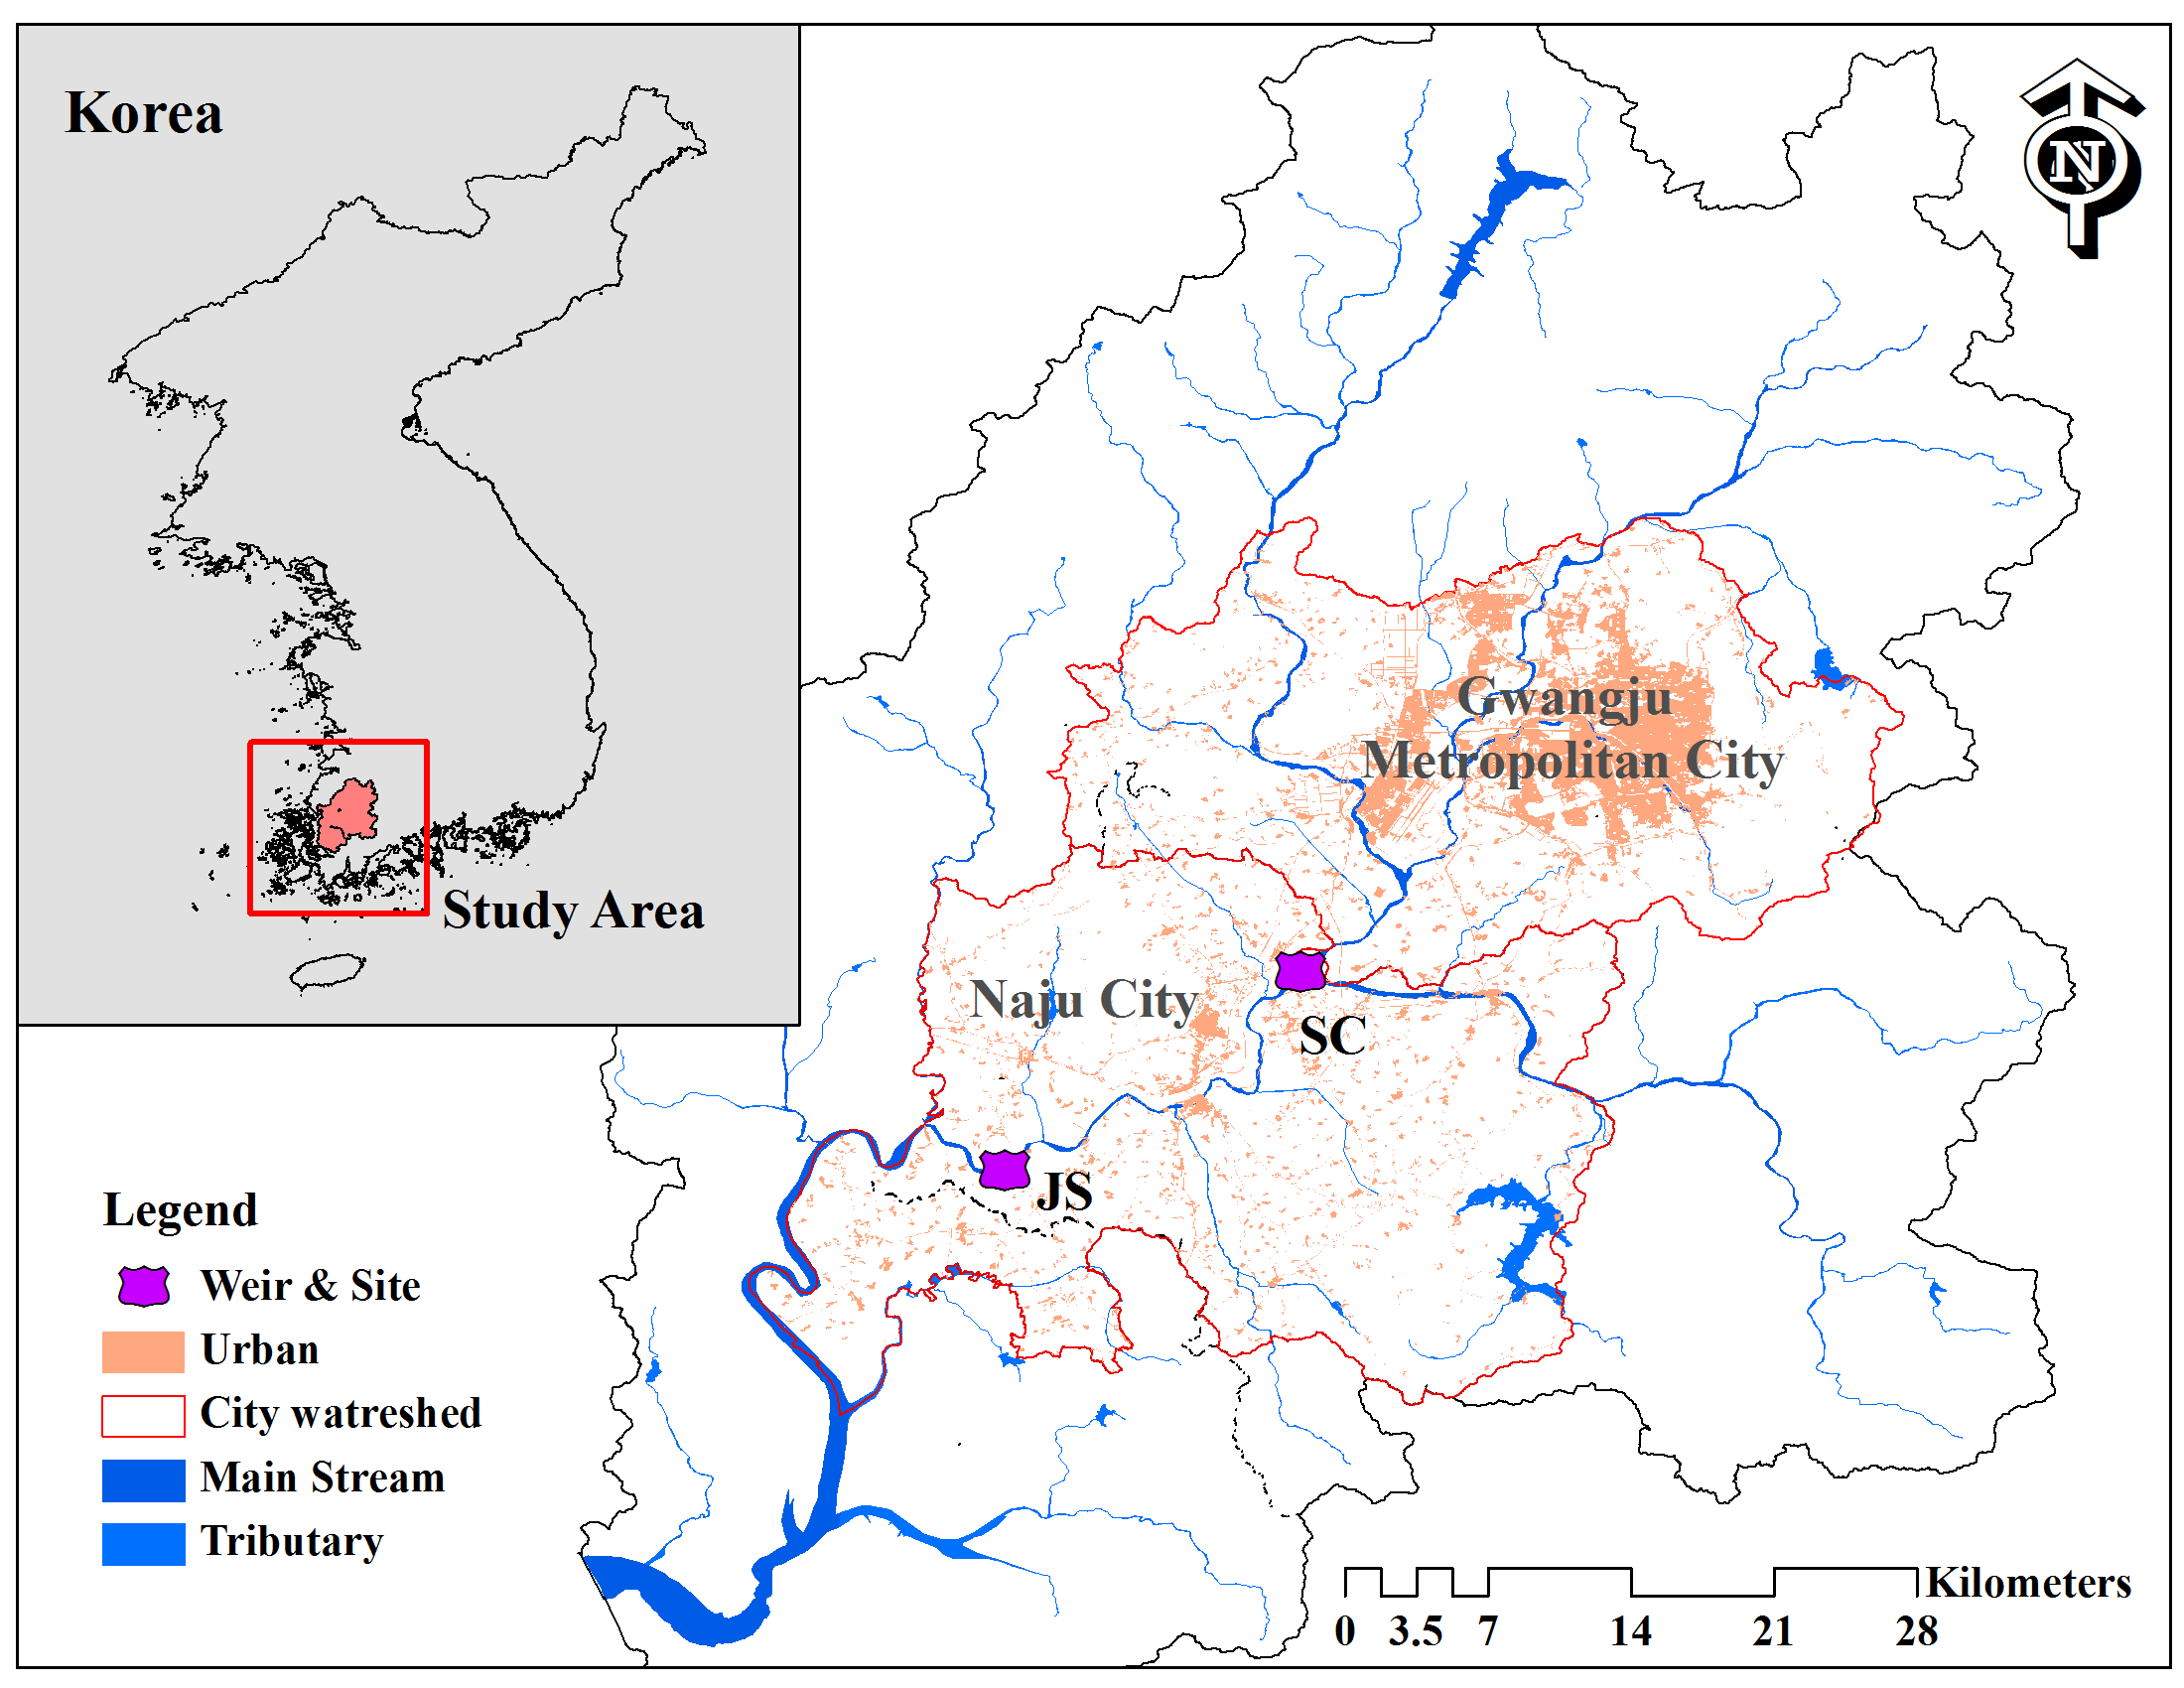 Korea
N
Study Area
Gwangju
Metropolitan City
Naju City
SC
JS
Legend
Weir & Site
Urban
City watreshed
Main Stream
Tributary
Kilometers
0 3.5 7 14 21 28